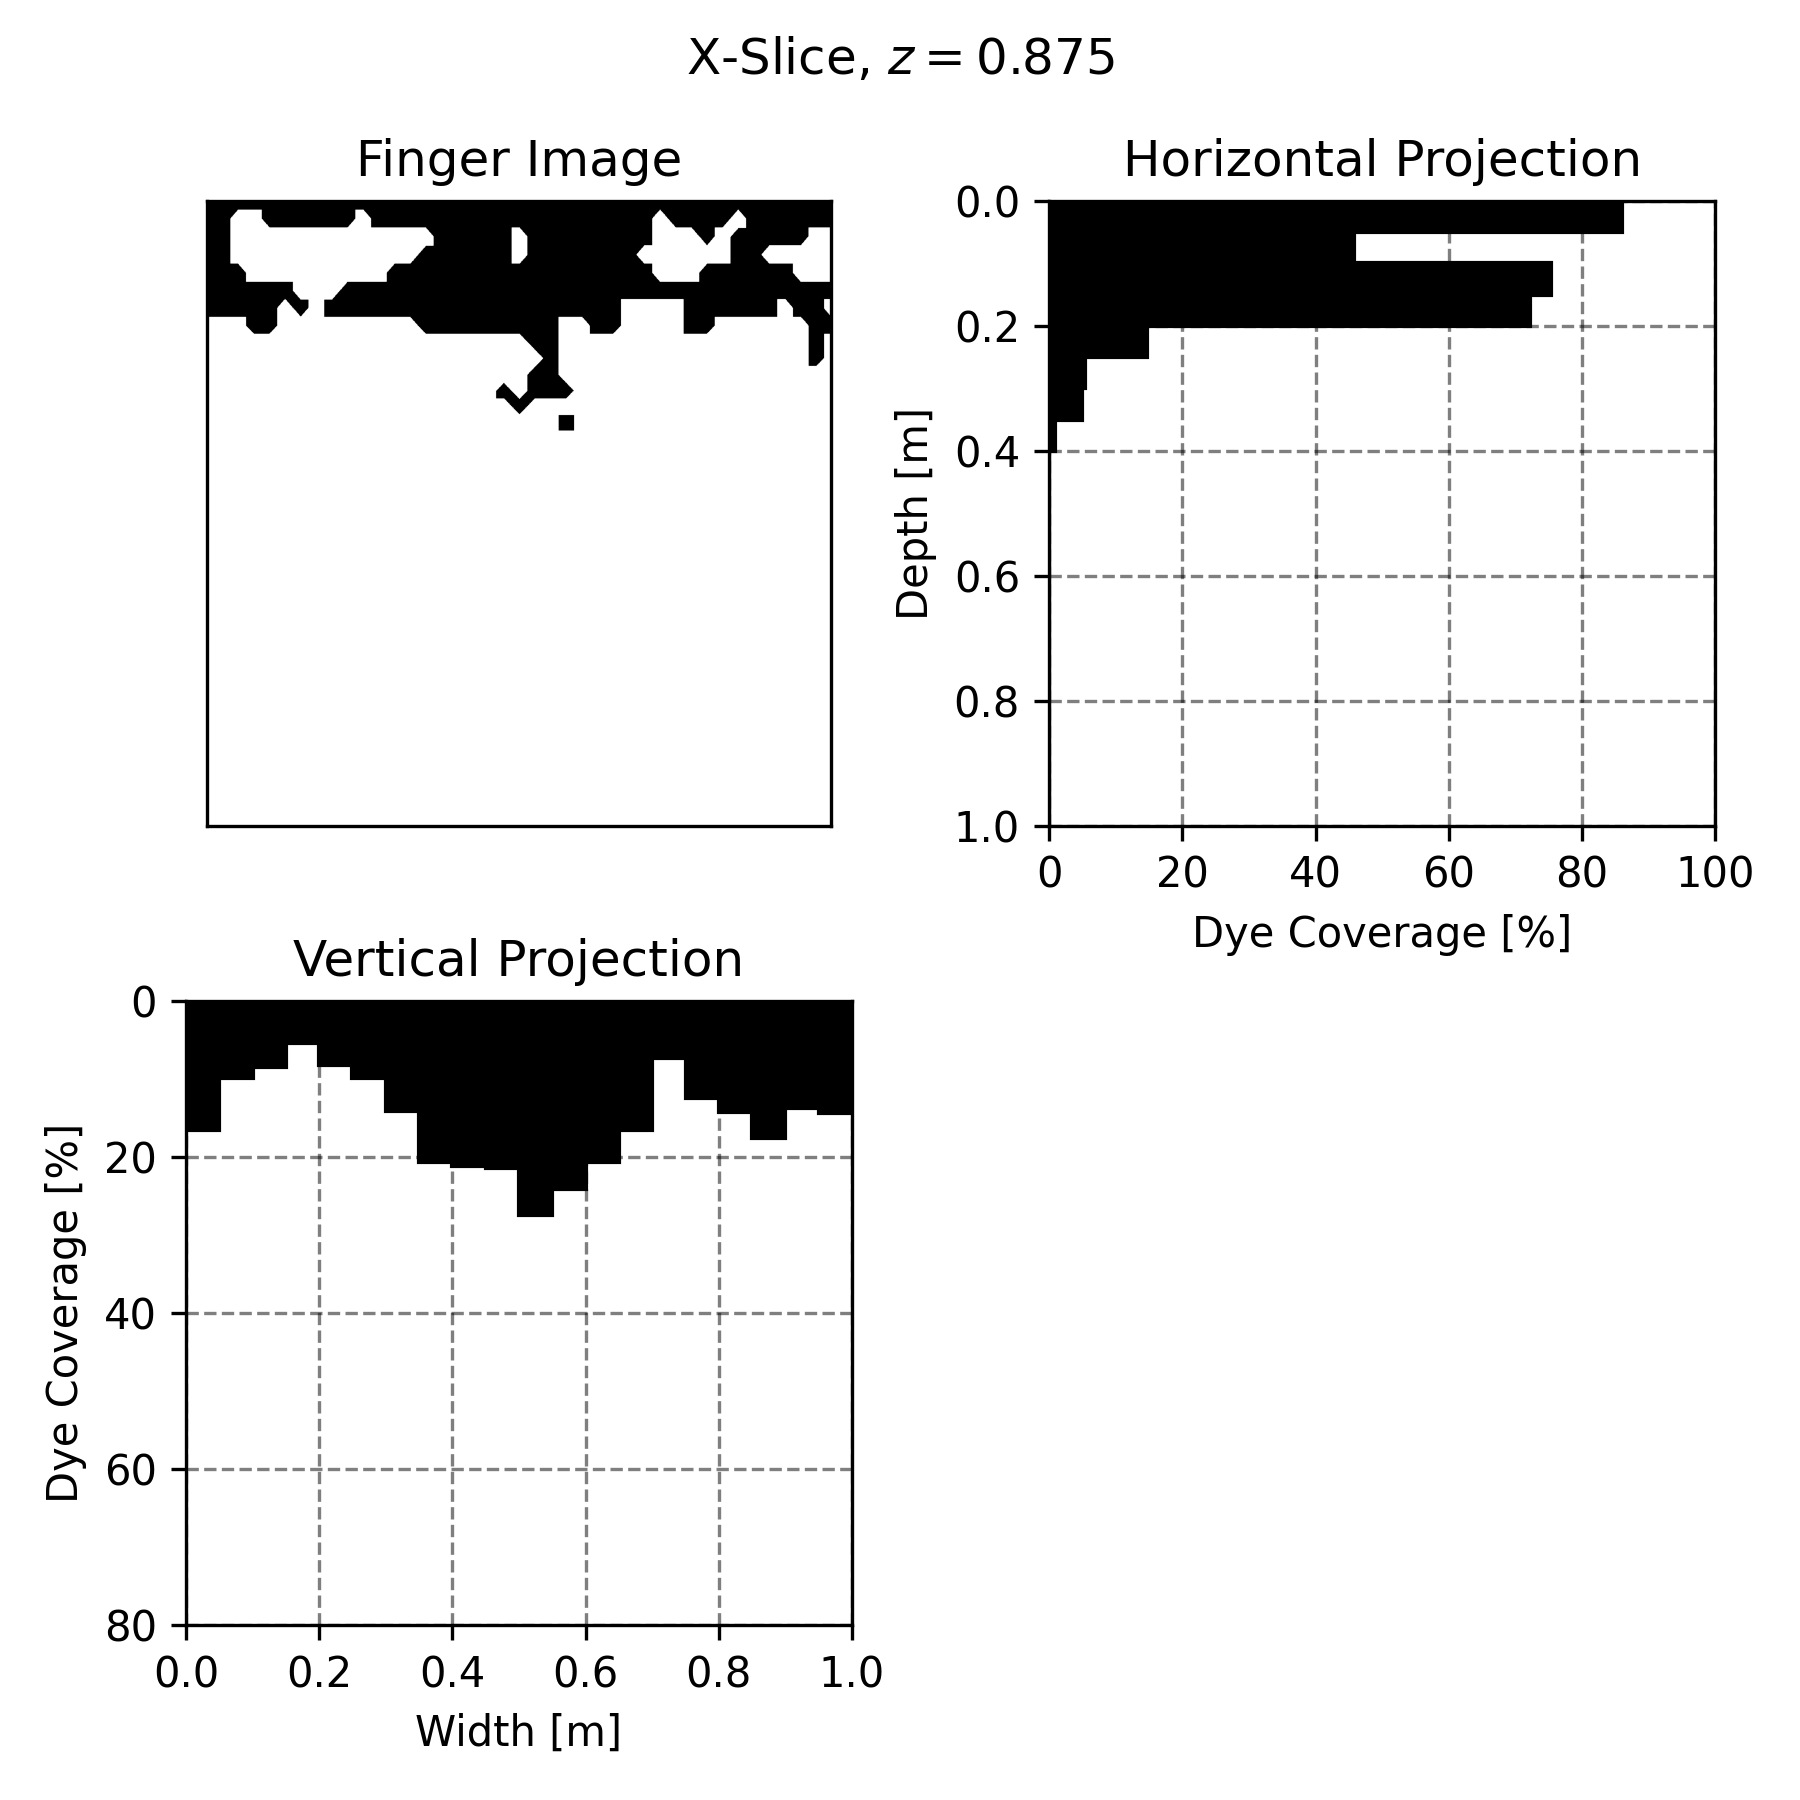 X-Slice, z = 0.875
Finger Image
Horizontal Projection
0.0
0.2
0.4
0.6
0.8
1.0
Depth [m]
0 20 40 60 80 100
Dye Coverage [%]
Vertical Projection
0
20
40
60
80
Dye Coverage [%]
0.0 0.2 0.4 0.6 0.8 1.0
Width [m]